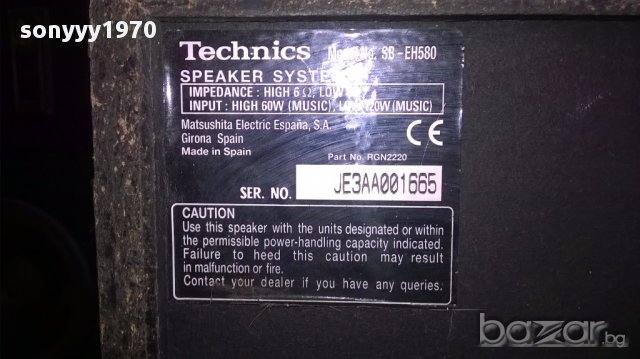 sonyyy1970
Technics Model No. SB-EH580
SPEAKER SYSTEM
IMPEDANCE: HIGH 6 Ω, LOW
INPUT: HIGH 60W (MUSIC), LOW 120W (MUSIC)
Matsushita Electric España, S.A.
Girona Spain
Made in Spain
CE
Part No. RGN2220
SER. NO. JE3AA001665
CAUTION
Use this speaker with the units designated or within
the permissible power-handling capacity indicated.
Failure to heed this caution may result
in malfunction or fire.
Contact your dealer if you have any queries.
bazar.bg